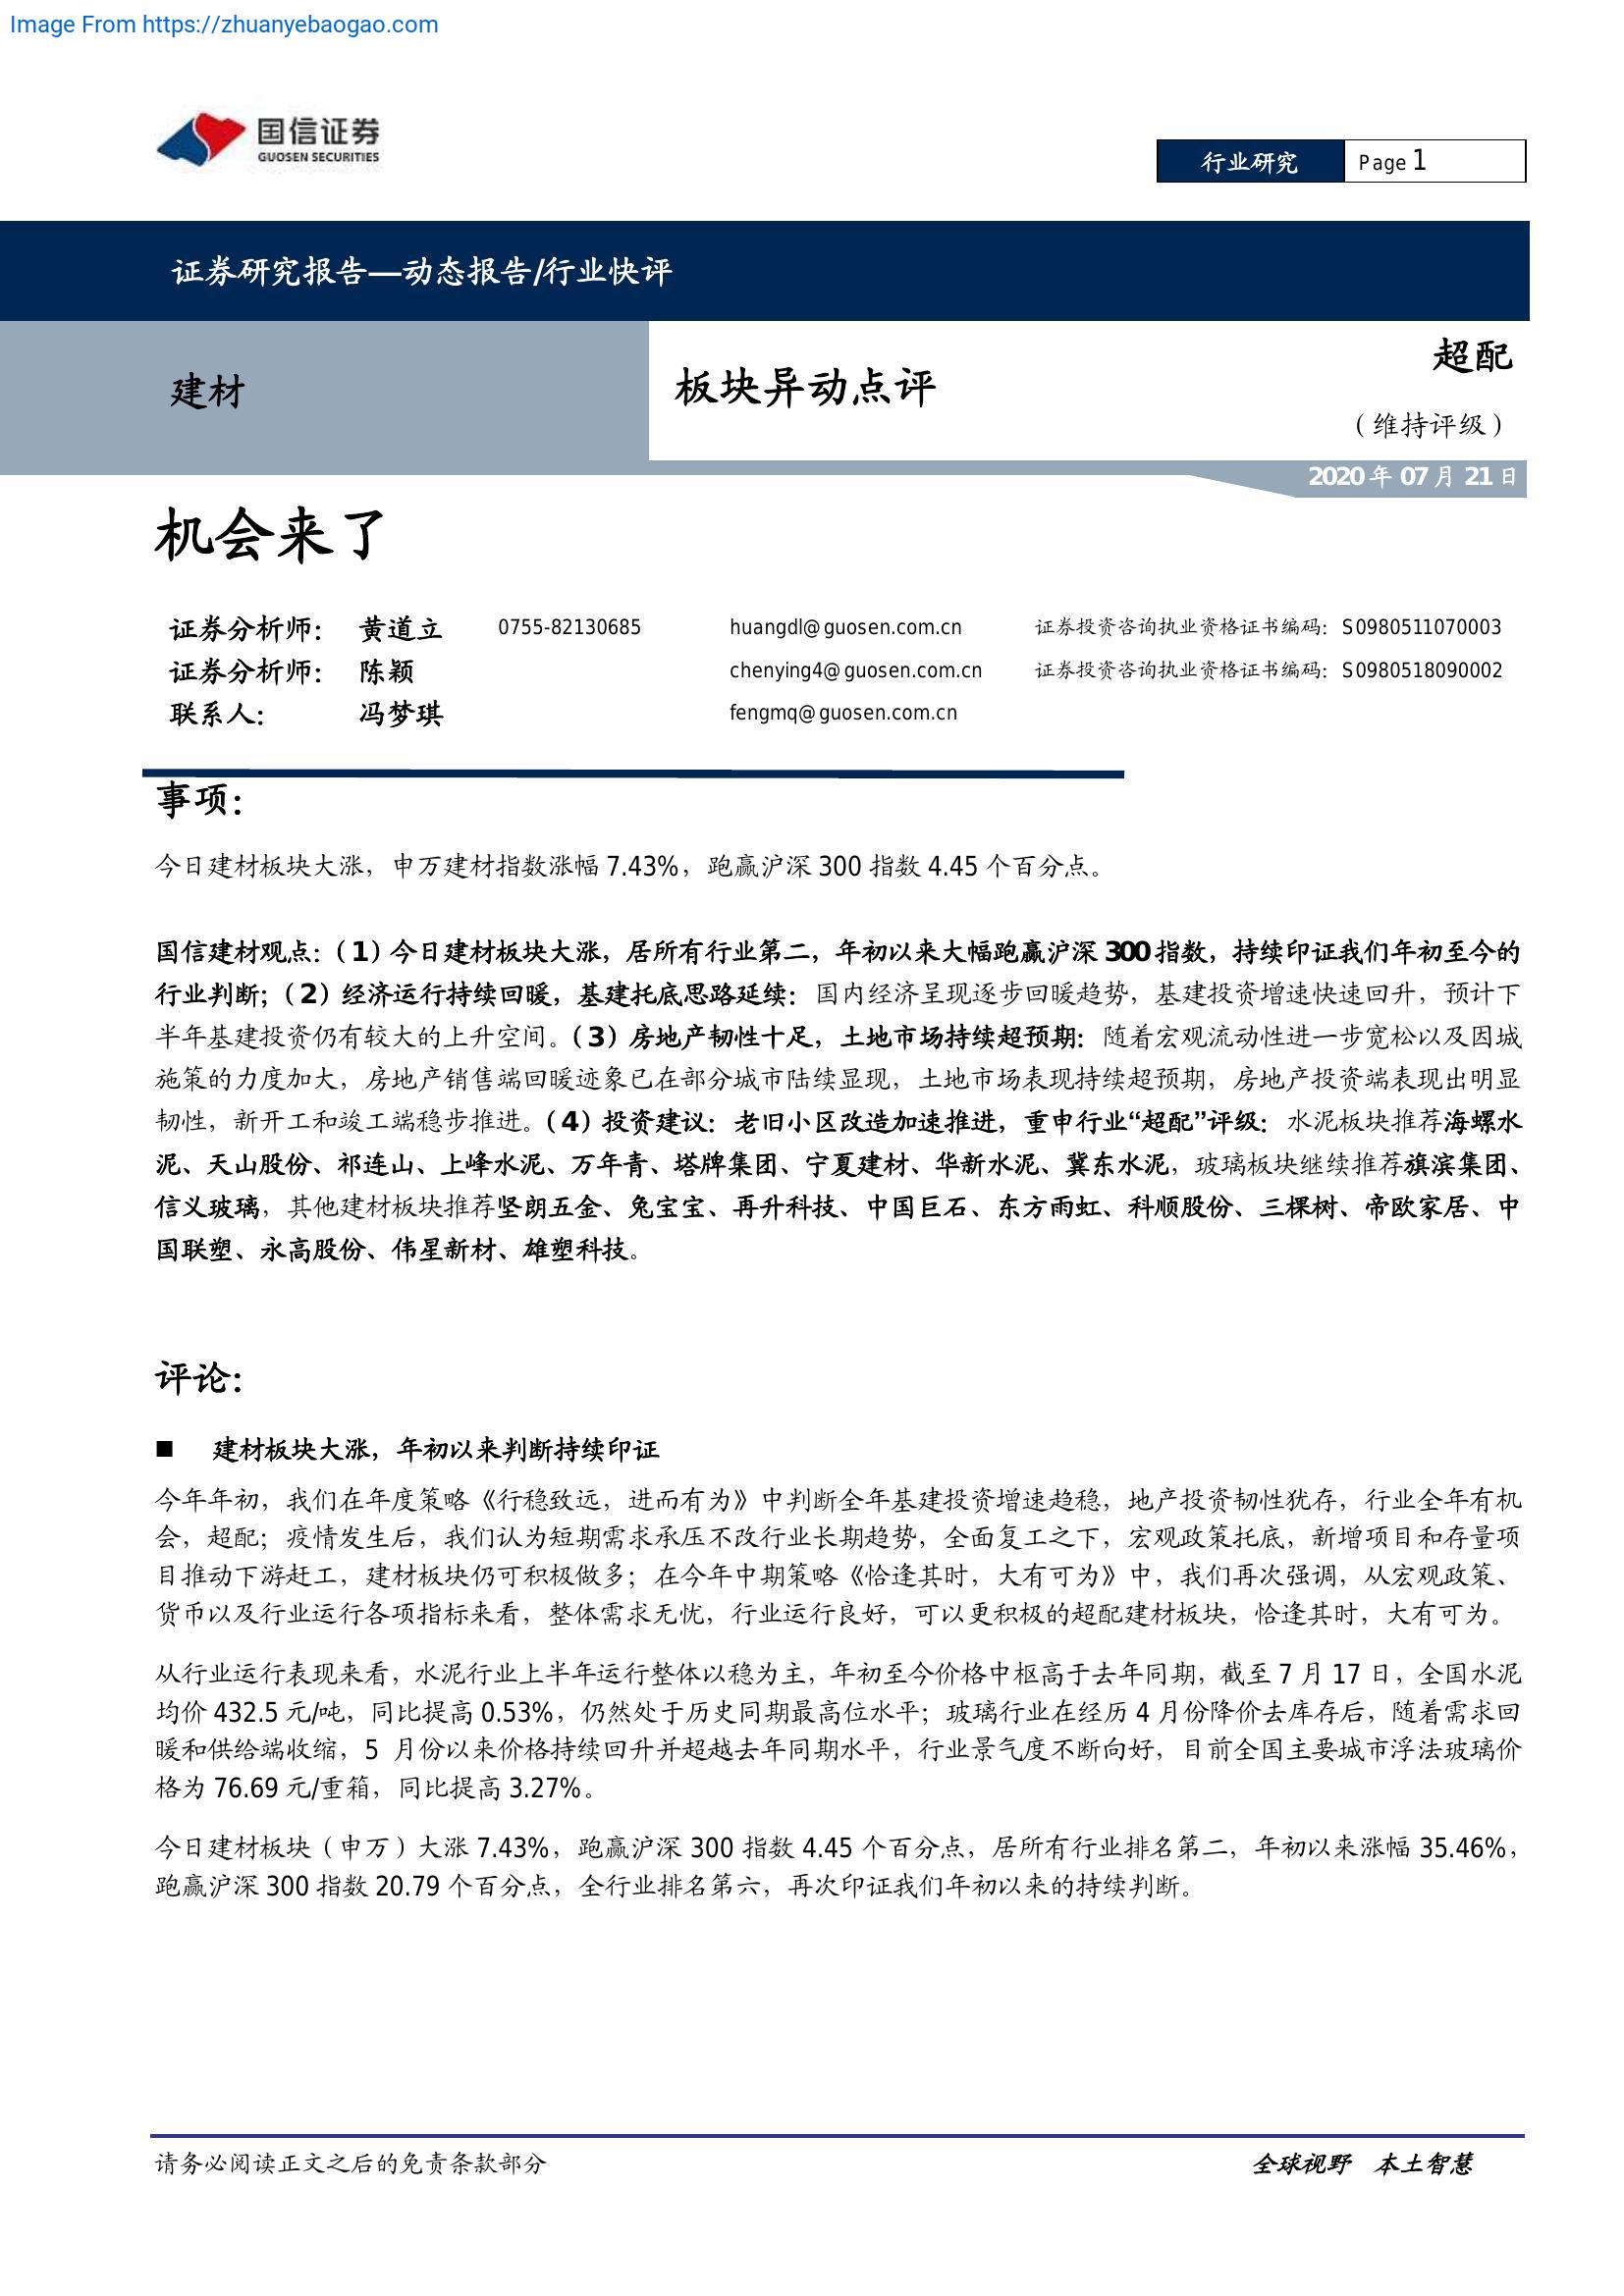 Image From https://zhuanyebaogao.com
国信证券
GUOSEN SECURITIES
行业研究 Page 1
证券研究报告—动态报告/行业快评
建材
板块异动点评
超配
（维持评级）
2020 年 07 月 21 日
机会来了
证券分析师： 黄道立 0755-82130685 huangdl@guosen.com.cn 证券投资咨询执业资格证书编码：S0980511070003
证券分析师： 陈颖 chenying4@guosen.com.cn 证券投资咨询执业资格证书编码：S0980518090002
联系人： 冯梦琪 fengmq@guosen.com.cn
事项：
今日建材板块大涨，申万建材指数涨幅 7.43%，跑赢沪深 300 指数 4.45 个百分点。
国信建材观点：（1）今日建材板块大涨，居所有行业第二，年初以来大幅跑赢沪深 300 指数，持续印证我们年初至今的
行业判断；（2）经济运行持续回暖，基建托底思路延续：国内经济呈现逐步回暖趋势，基建投资增速快速回升，预计下
半年基建投资仍有较大的上升空间。（3）房地产韧性十足，土地市场持续超预期：随着宏观流动性进一步宽松以及因城
施策的力度加大，房地产销售端回暖迹象已在部分城市陆续显现，土地市场表现持续超预期，房地产投资端表现出明显
韧性，新开工和竣工端稳步推进。（4）投资建议：老旧小区改造加速推进，重申行业“超配”评级：水泥板块推荐海螺水
泥、天山股份、祁连山、上峰水泥、万年青、塔牌集团、宁夏建材、华新水泥、冀东水泥，玻璃板块继续推荐旗滨集团、
信义玻璃，其他建材板块推荐坚朗五金、兔宝宝、再升科技、中国巨石、东方雨虹、科顺股份、三棵树、帝欧家居、中
国联塑、永高股份、伟星新材、雄塑科技。
评论：
■ 建材板块大涨，年初以来判断持续印证
今年年初，我们在年度策略《行稳致远，进而有为》中判断全年基建投资增速趋稳，地产投资韧性犹存，行业全年有机
会，超配；疫情发生后，我们认为短期需求承压不改行业长期趋势，全面复工之下，宏观政策托底，新增项目和存量项
目推动下游赶工，建材板块仍可积极做多；在今年中期策略《恰逢其时，大有可为》中，我们再次强调，从宏观政策、
货币以及行业运行各项指标来看，整体需求无忧，行业运行良好，可以更积极的超配建材板块，恰逢其时，大有可为。
从行业运行表现来看，水泥行业上半年运行整体以稳为主，年初至今价格中枢高于去年同期，截至 7 月 17 日，全国水泥
均价 432.5 元/吨，同比提高 0.53%，仍然处于历史同期最高位水平；玻璃行业在经历 4 月份降价去库存后，随着需求回
暖和供给端收缩，5 月份以来价格持续回升并超越去年同期水平，行业景气度不断向好，目前全国主要城市浮法玻璃价
格为 76.69 元/重箱，同比提高 3.27%。
今日建材板块（申万）大涨 7.43%，跑赢沪深 300 指数 4.45 个百分点，居所有行业排名第二，年初以来涨幅 35.46%，
跑赢沪深 300 指数 20.79 个百分点，全行业排名第六，再次印证我们年初以来的持续判断。
请务必阅读正文之后的免责条款部分 全球视野 本土智慧